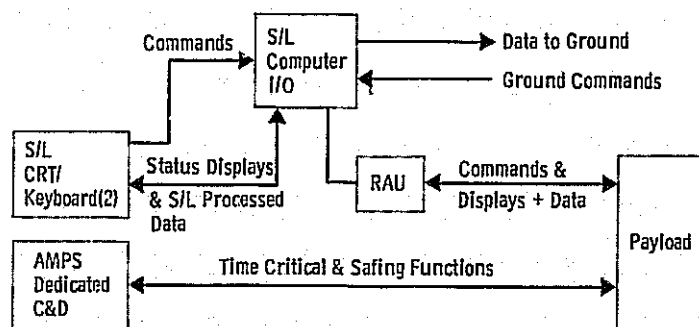 Commands
S/L
Computer
I/O
Data to Ground
Ground Commands
S/L
CRT/
Keyboard(2)
Status Displays
& S/L Processed
Data
RAU
Commands &
Displays + Data
Payload
AMPS
Dedicated
C&D
Time Critical & Safing Functions